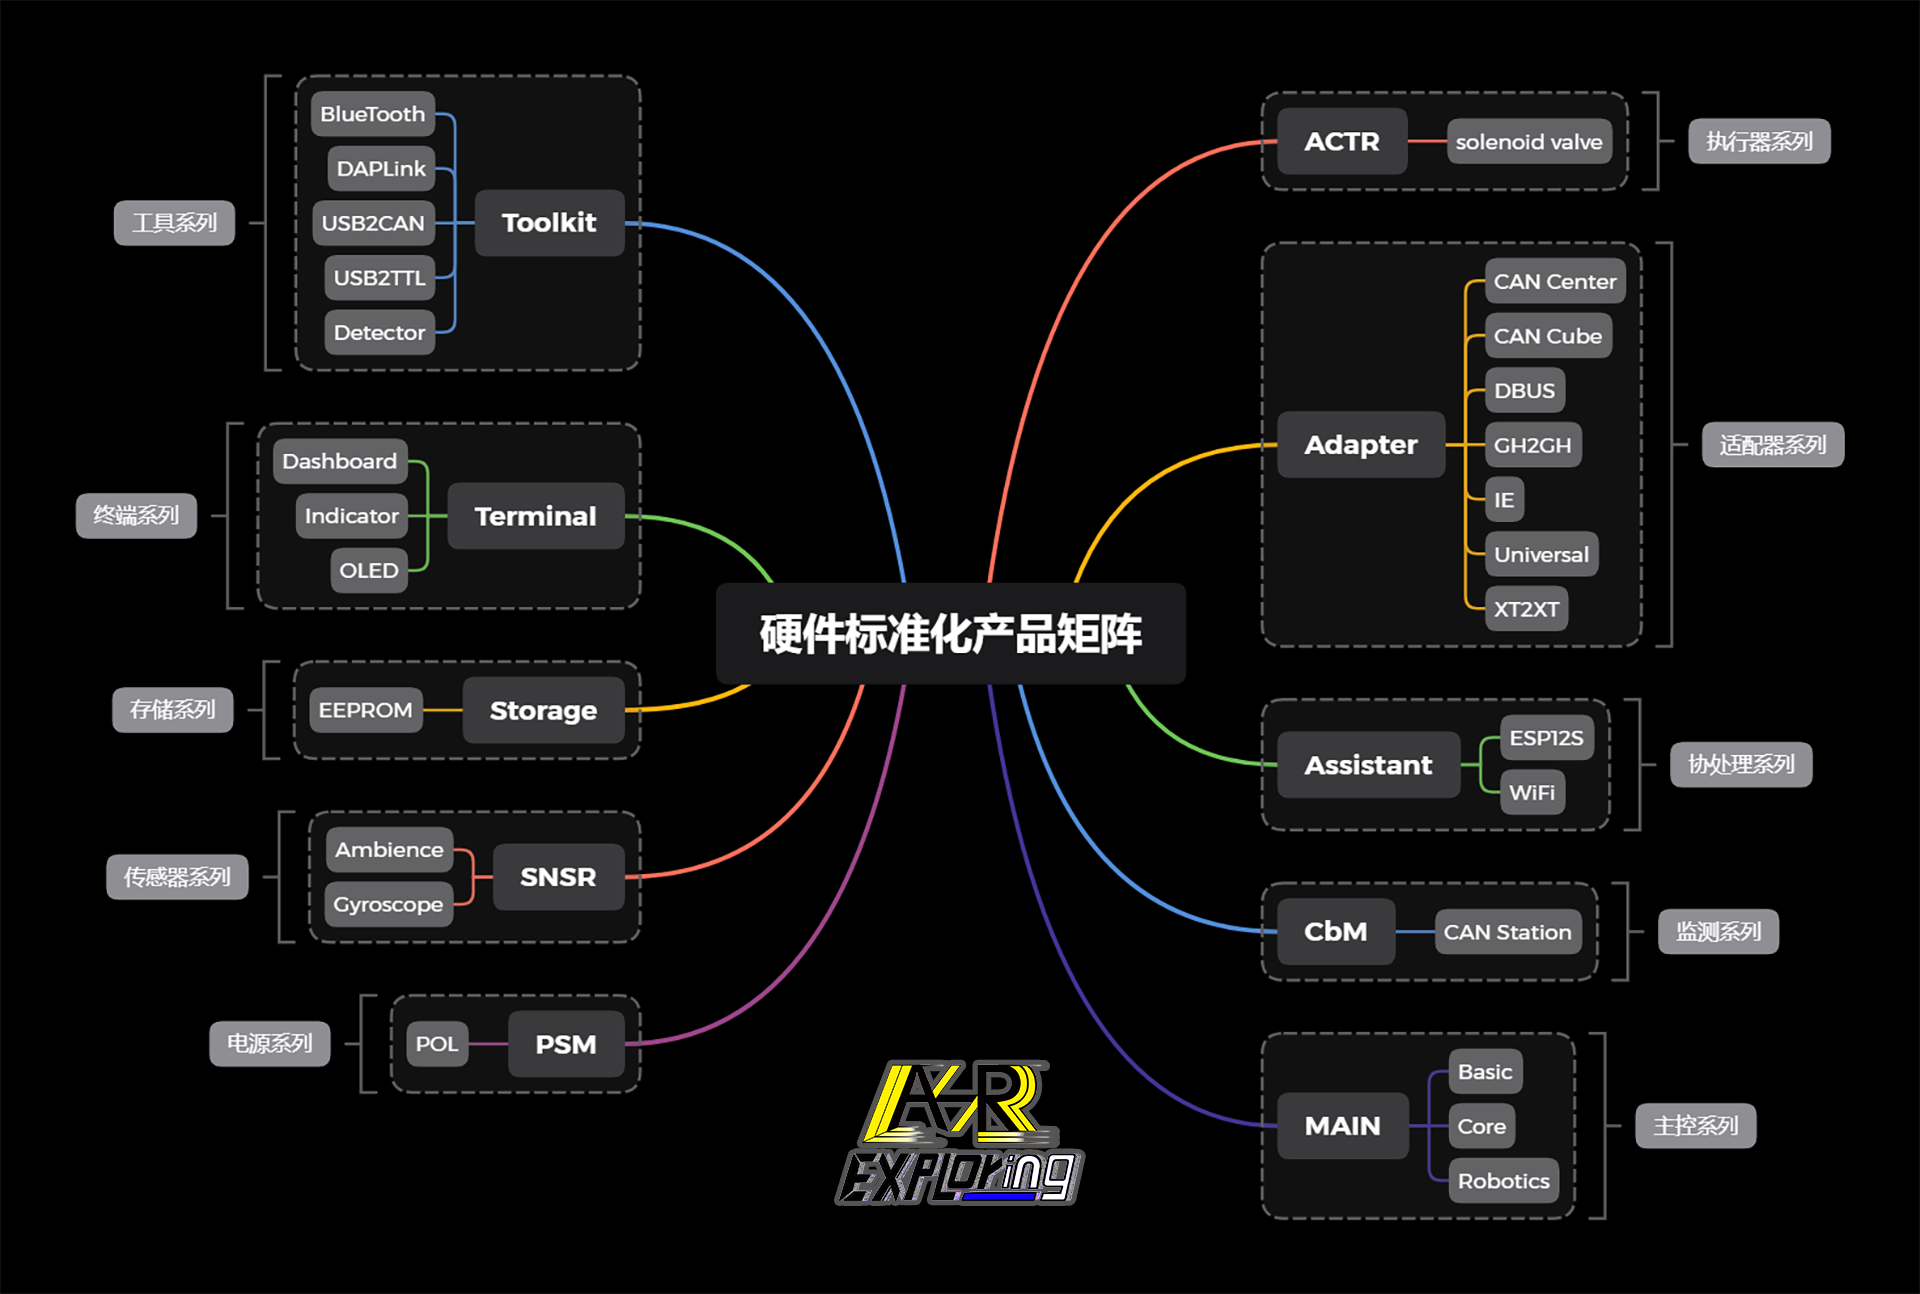 硬件标准化产品矩阵
工具系列
BlueTooth
DAPLink
USB2CAN
USB2TTL
Detector
Toolkit
终端系列
Dashboard
Indicator
OLED
Terminal
存储系列
EEPROM
Storage
传感器系列
Ambience
Gyroscope
SNSR
电源系列
POL
PSM
ACTR
solenoid valve
执行器系列
Adapter
CAN Center
CAN Cube
DBUS
GH2GH
IE
Universal
XT2XT
适配器系列
Assistant
ESP12S
WiFi
协处理系列
CbM
CAN Station
监测系列
MAIN
Basic
Core
Robotics
主控系列
EXPLORing